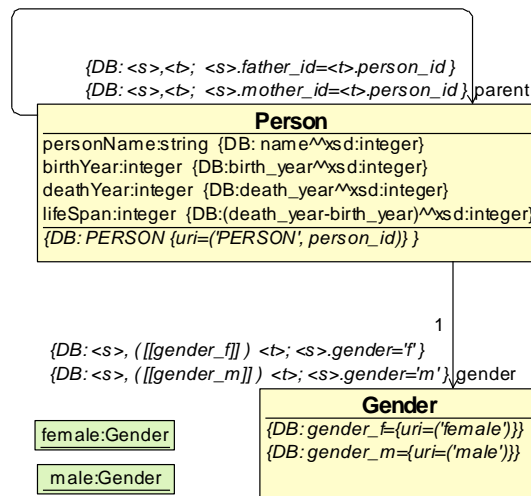 {DB: <s>,<t>; <s>.father_id=<t>.person_id }
{DB: <s>,<t>; <s>.mother_id=<t>.person_id } parent
Person
personName:string {DB: name^^xsd:integer}
birthYear:integer {DB:birth_year^^xsd:integer}
deathYear:integer {DB:death_year^^xsd:integer}
lifeSpan:integer {DB:(death_year-birth_year)^^xsd:integer}
{DB: PERSON {uri=('PERSON', person_id)} }
1
{DB: <s>, ( [[gender_f]] ) <t>; <s>.gender='f' }
{DB: <s>, ( [[gender_m]] ) <t>; <s>.gender='m' } gender
Gender
{DB: gender_f={uri=('female')}}
{DB: gender_m={uri=('male')}}
female:Gender
male:Gender